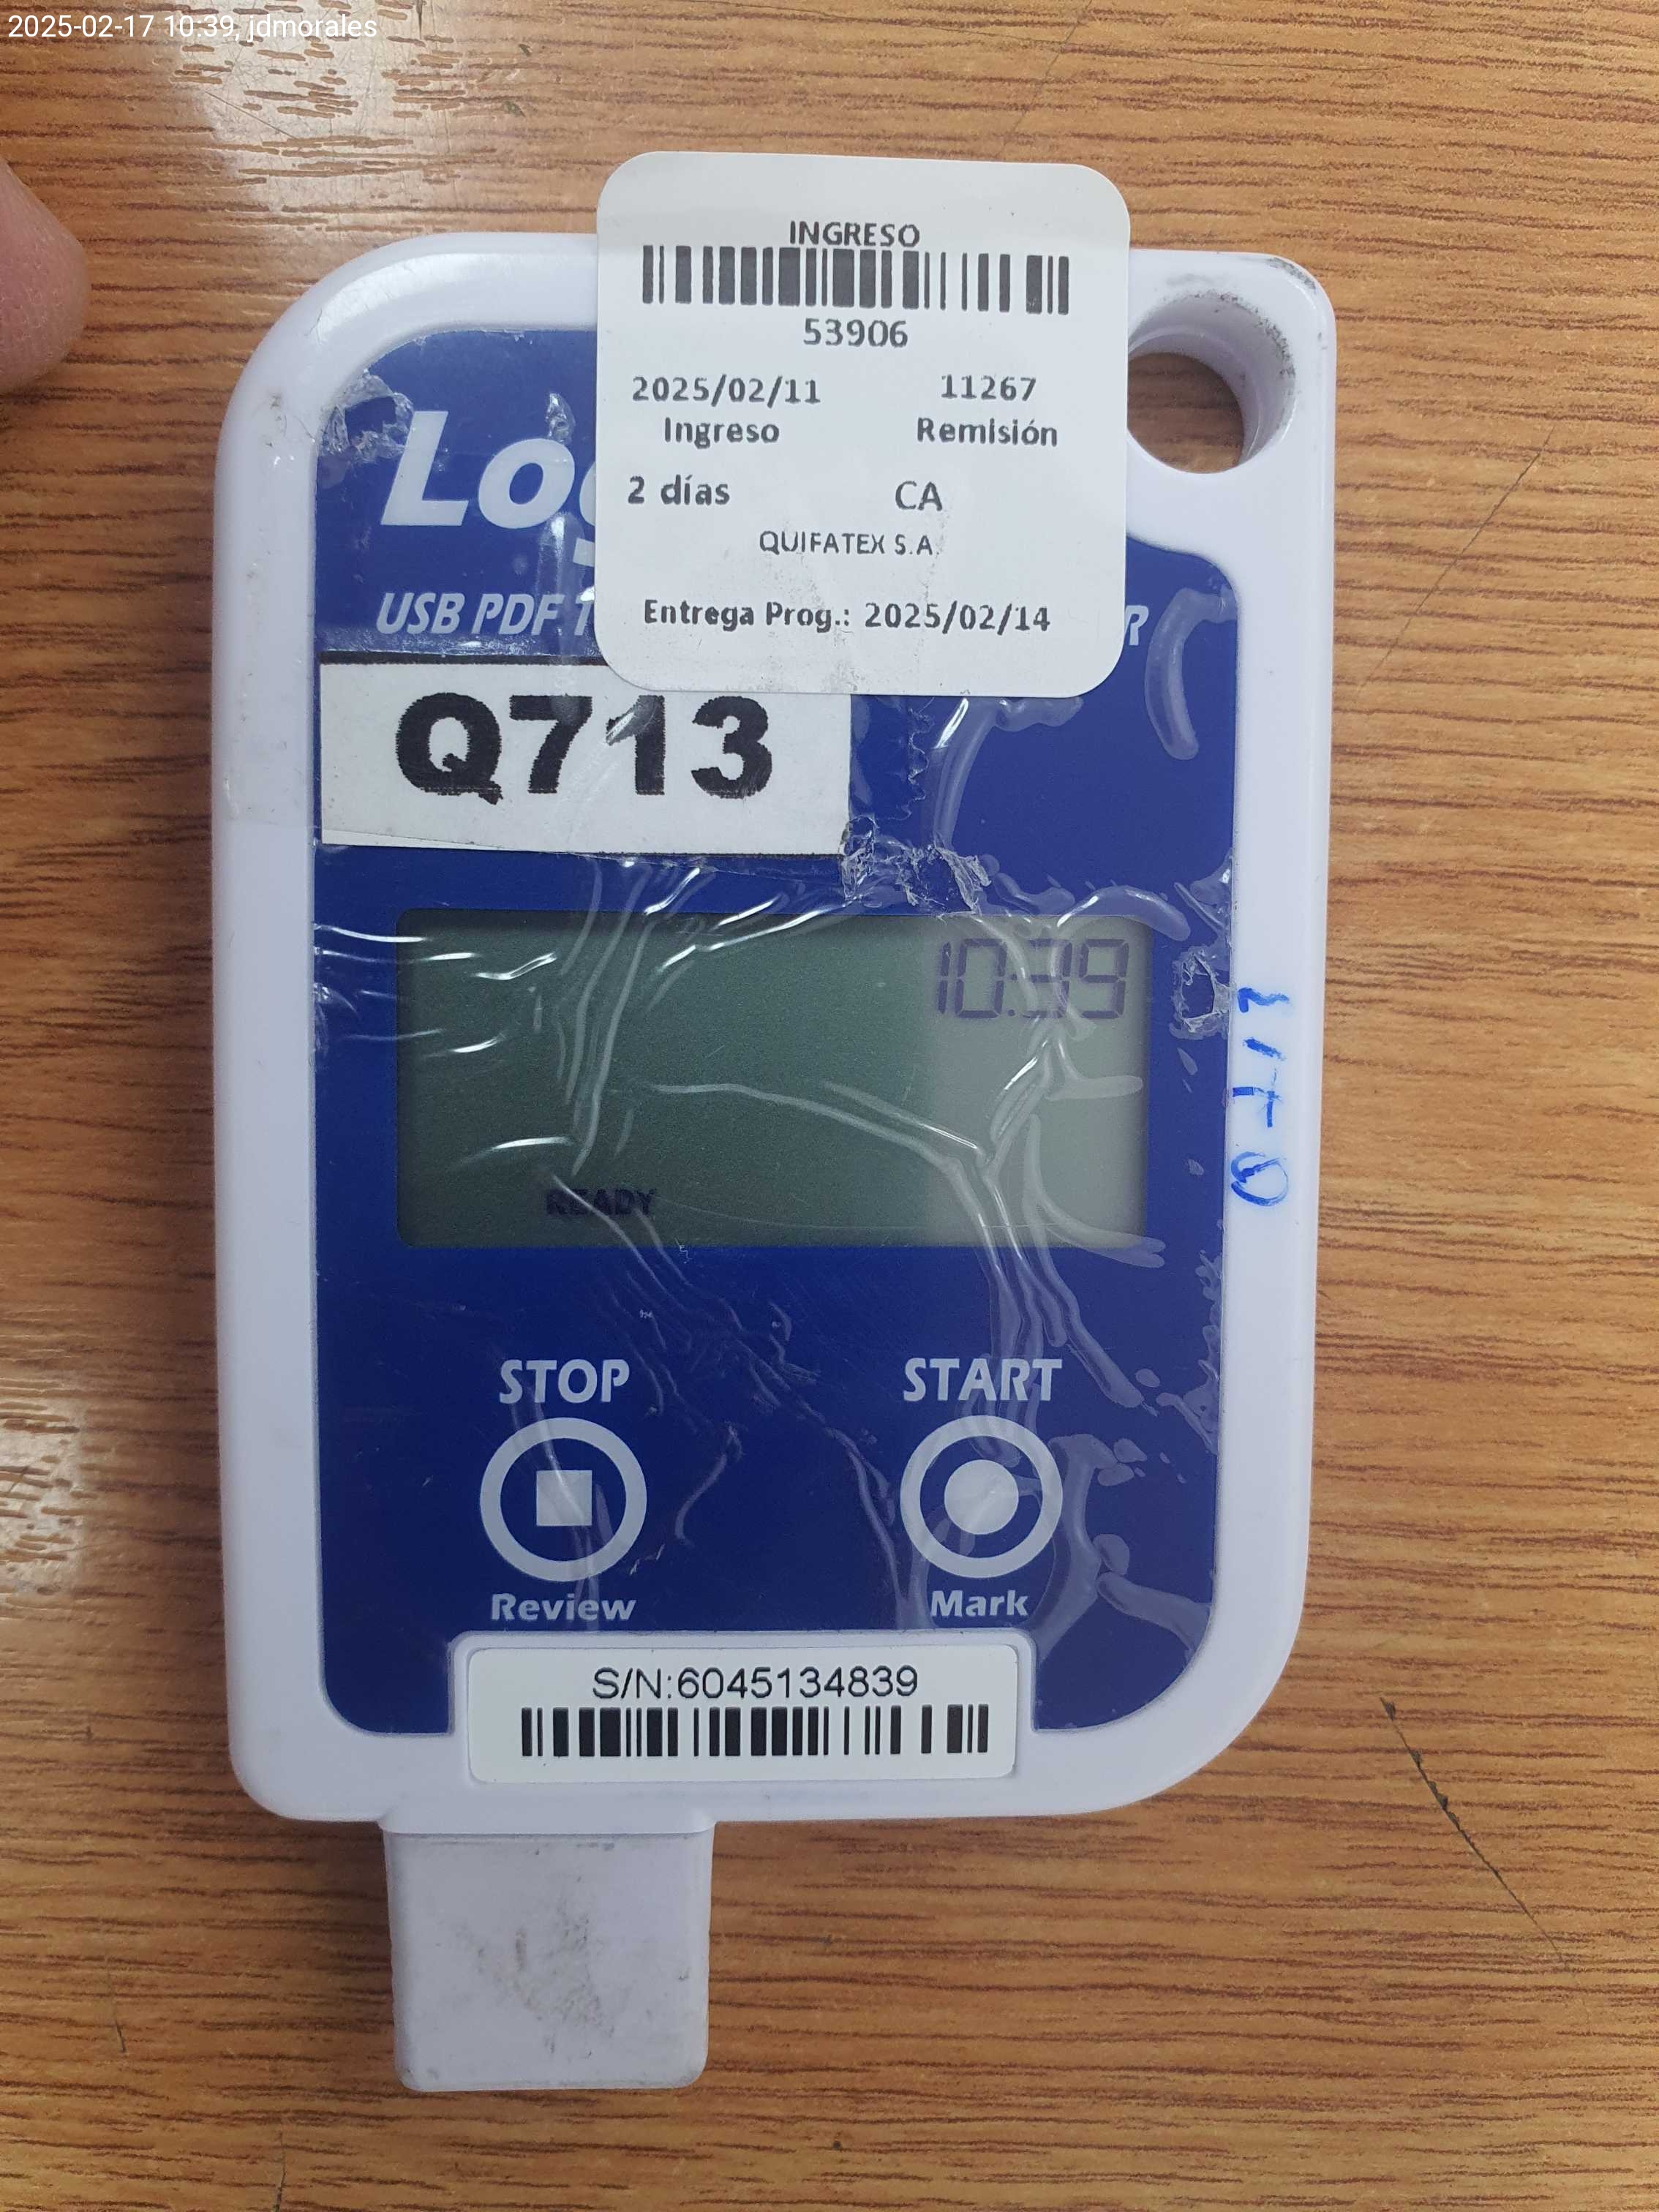 2025-02-17 10:39, jdmorales
INGRESO
53906
2025/02/11 11267
Ingreso Remisión
2 días CA
QUIFATEX S.A.
Entrega Prog.: 2025/02/14
USB PDF
Q713
10:39
READY
Q713
STOP START
Review Mark
S/N:6045134839